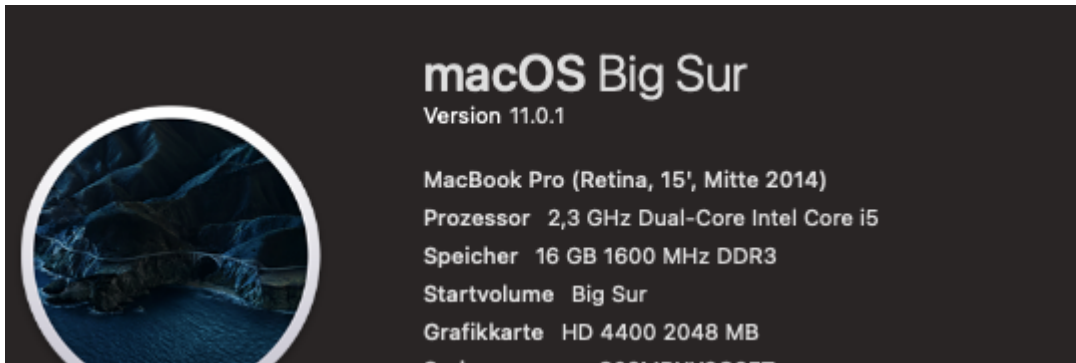 macOS Big Sur
Version 11.0.1
MacBook Pro (Retina, 15', Mitte 2014)
Prozessor 2,3 GHz Dual-Core Intel Core i5
Speicher 16 GB 1600 MHz DDR3
Startvolume Big Sur
Grafikkarte HD 4400 2048 MB